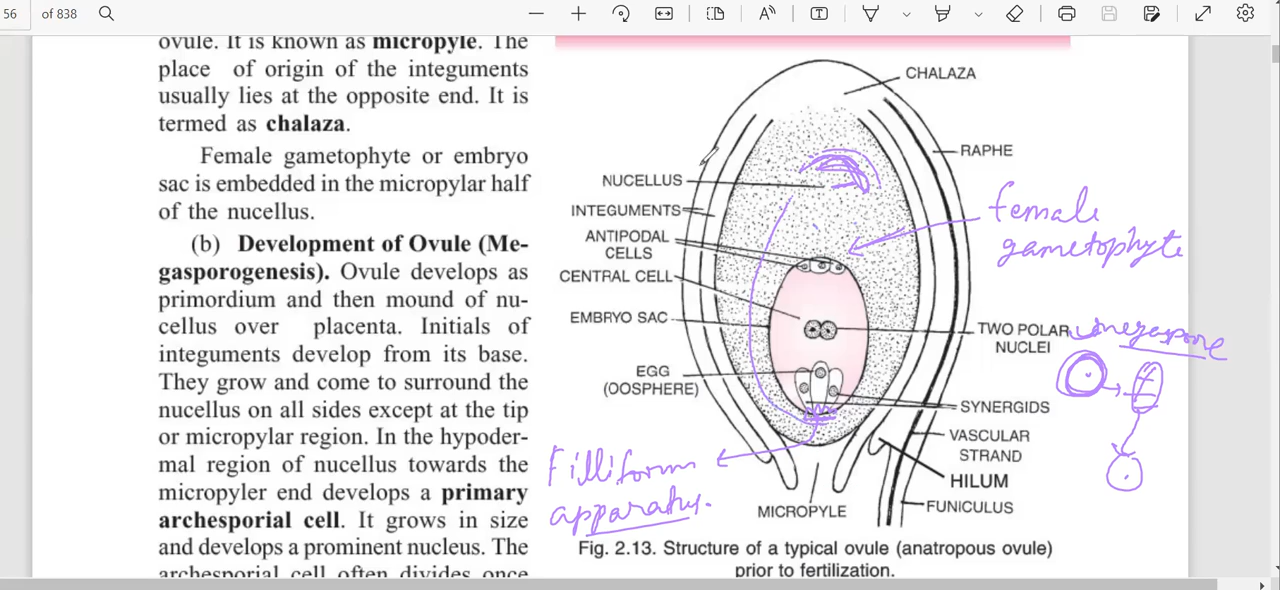 56 of 838
ovule. It is known as micropyle. The
place of origin of the integuments
usually lies at the opposite end. It is
termed as chalaza.
Female gametophyte or embryo
sac is embedded in the micropylar half
of the nucellus.
(b) Development of Ovule (Me-
gasporogenesis). Ovule develops as
primordium and then mound of nu-
cellus over placenta. Initials of
integuments develop from its base.
They grow and come to surround the
nucellus on all sides except at the tip
or micropylar region. In the hypoder-
mal region of nucellus towards the
micropyler end develops a primary
archesporial cell. It grows in size
and develops a prominent nucleus. The
archesporial cell often divides once
CHALAZA
RAPHE
NUCELLUS
INTEGUMENTS
ANTIPODAL
CELLS
CENTRAL CELL
EMBRYO SAC
EGG
(OOSPHERE)
female
gametophyte
TWO POLAR
NUCLEI
megaspore
SYNERGIDS
VASCULAR
STRAND
HILUM
FUNICULUS
MICROPYLE
Filliform
apparatus.
Fig. 2.13. Structure of a typical ovule (anatropous ovule)
prior to fertilization.